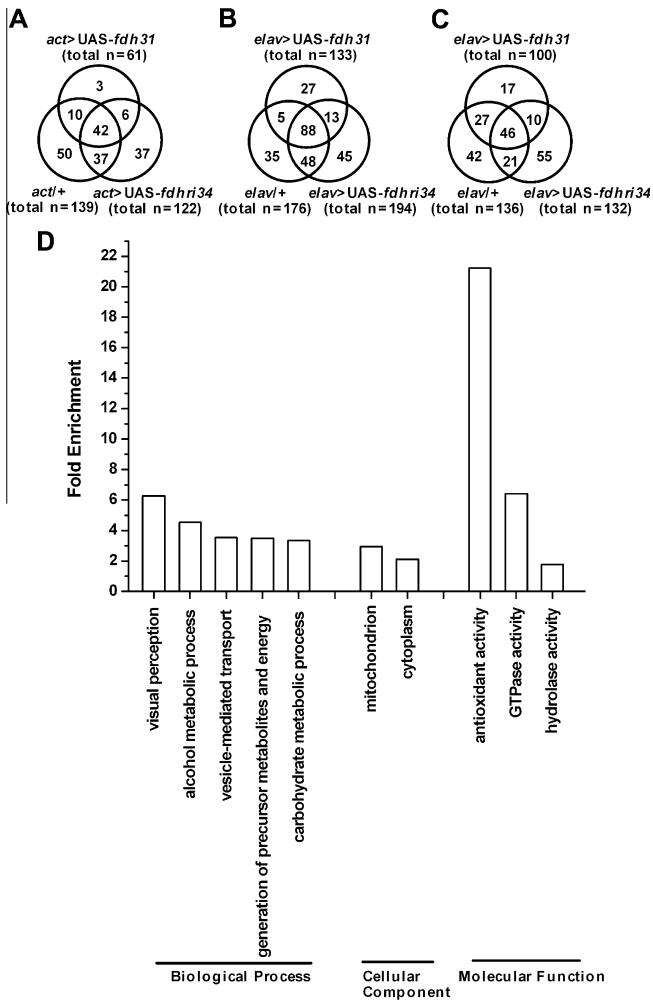 A
act>UAS-fdh31
(total n=61)
3
10
6
42
50
37
37
act/+
(total n=139)
act>UAS-fdhri34
(total n=122)
B
elav>UAS-fdh31
(total n=133)
27
5
13
88
35
48
45
elav/+
(total n=176)
elav>UAS-fdhri34
(total n=194)
C
elav>UAS-fdh31
(total n=100)
17
27
10
46
42
21
55
elav/+
(total n=136)
elav>UAS-fdhri34
(total n=132)
D
Fold Enrichment
22
20
18
16
14
12
10
8
6
4
2
0
visual perception
alcohol metabolic process
vesicle-mediated transport
generation of precursor metabolites and energy
carbohydrate metabolic process
mitochondrion
cytoplasm
antioxidant activity
GTPase activity
hydrolase activity
Biological Process
Cellular
Component
Molecular Function